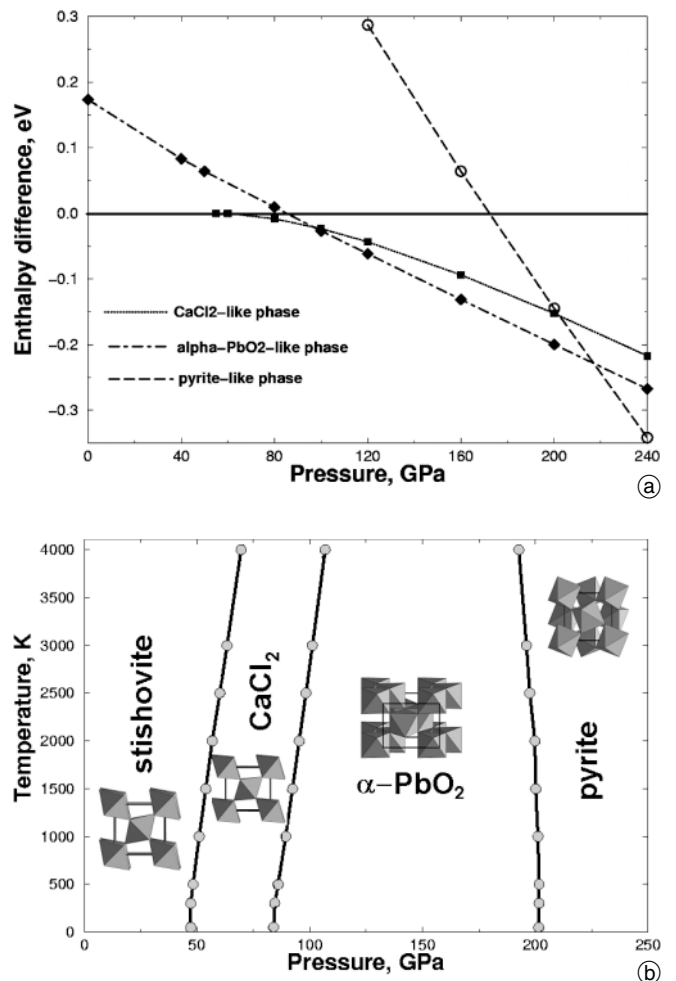 0.3
0.2
0.1
0.0
−0.1
−0.2
−0.3
Enthalpy difference, eV
CaCl2−like phase
alpha−PbO2−like phase
pyrite−like phase
0 40 80 120 160 200 240
Pressure, GPa
a
4000
3500
3000
2500
2000
1500
1000
500
0
Temperature, K
stishovite
CaCl₂
α−PbO₂
pyrite
0 50 100 150 200 250
Pressure, GPa
b